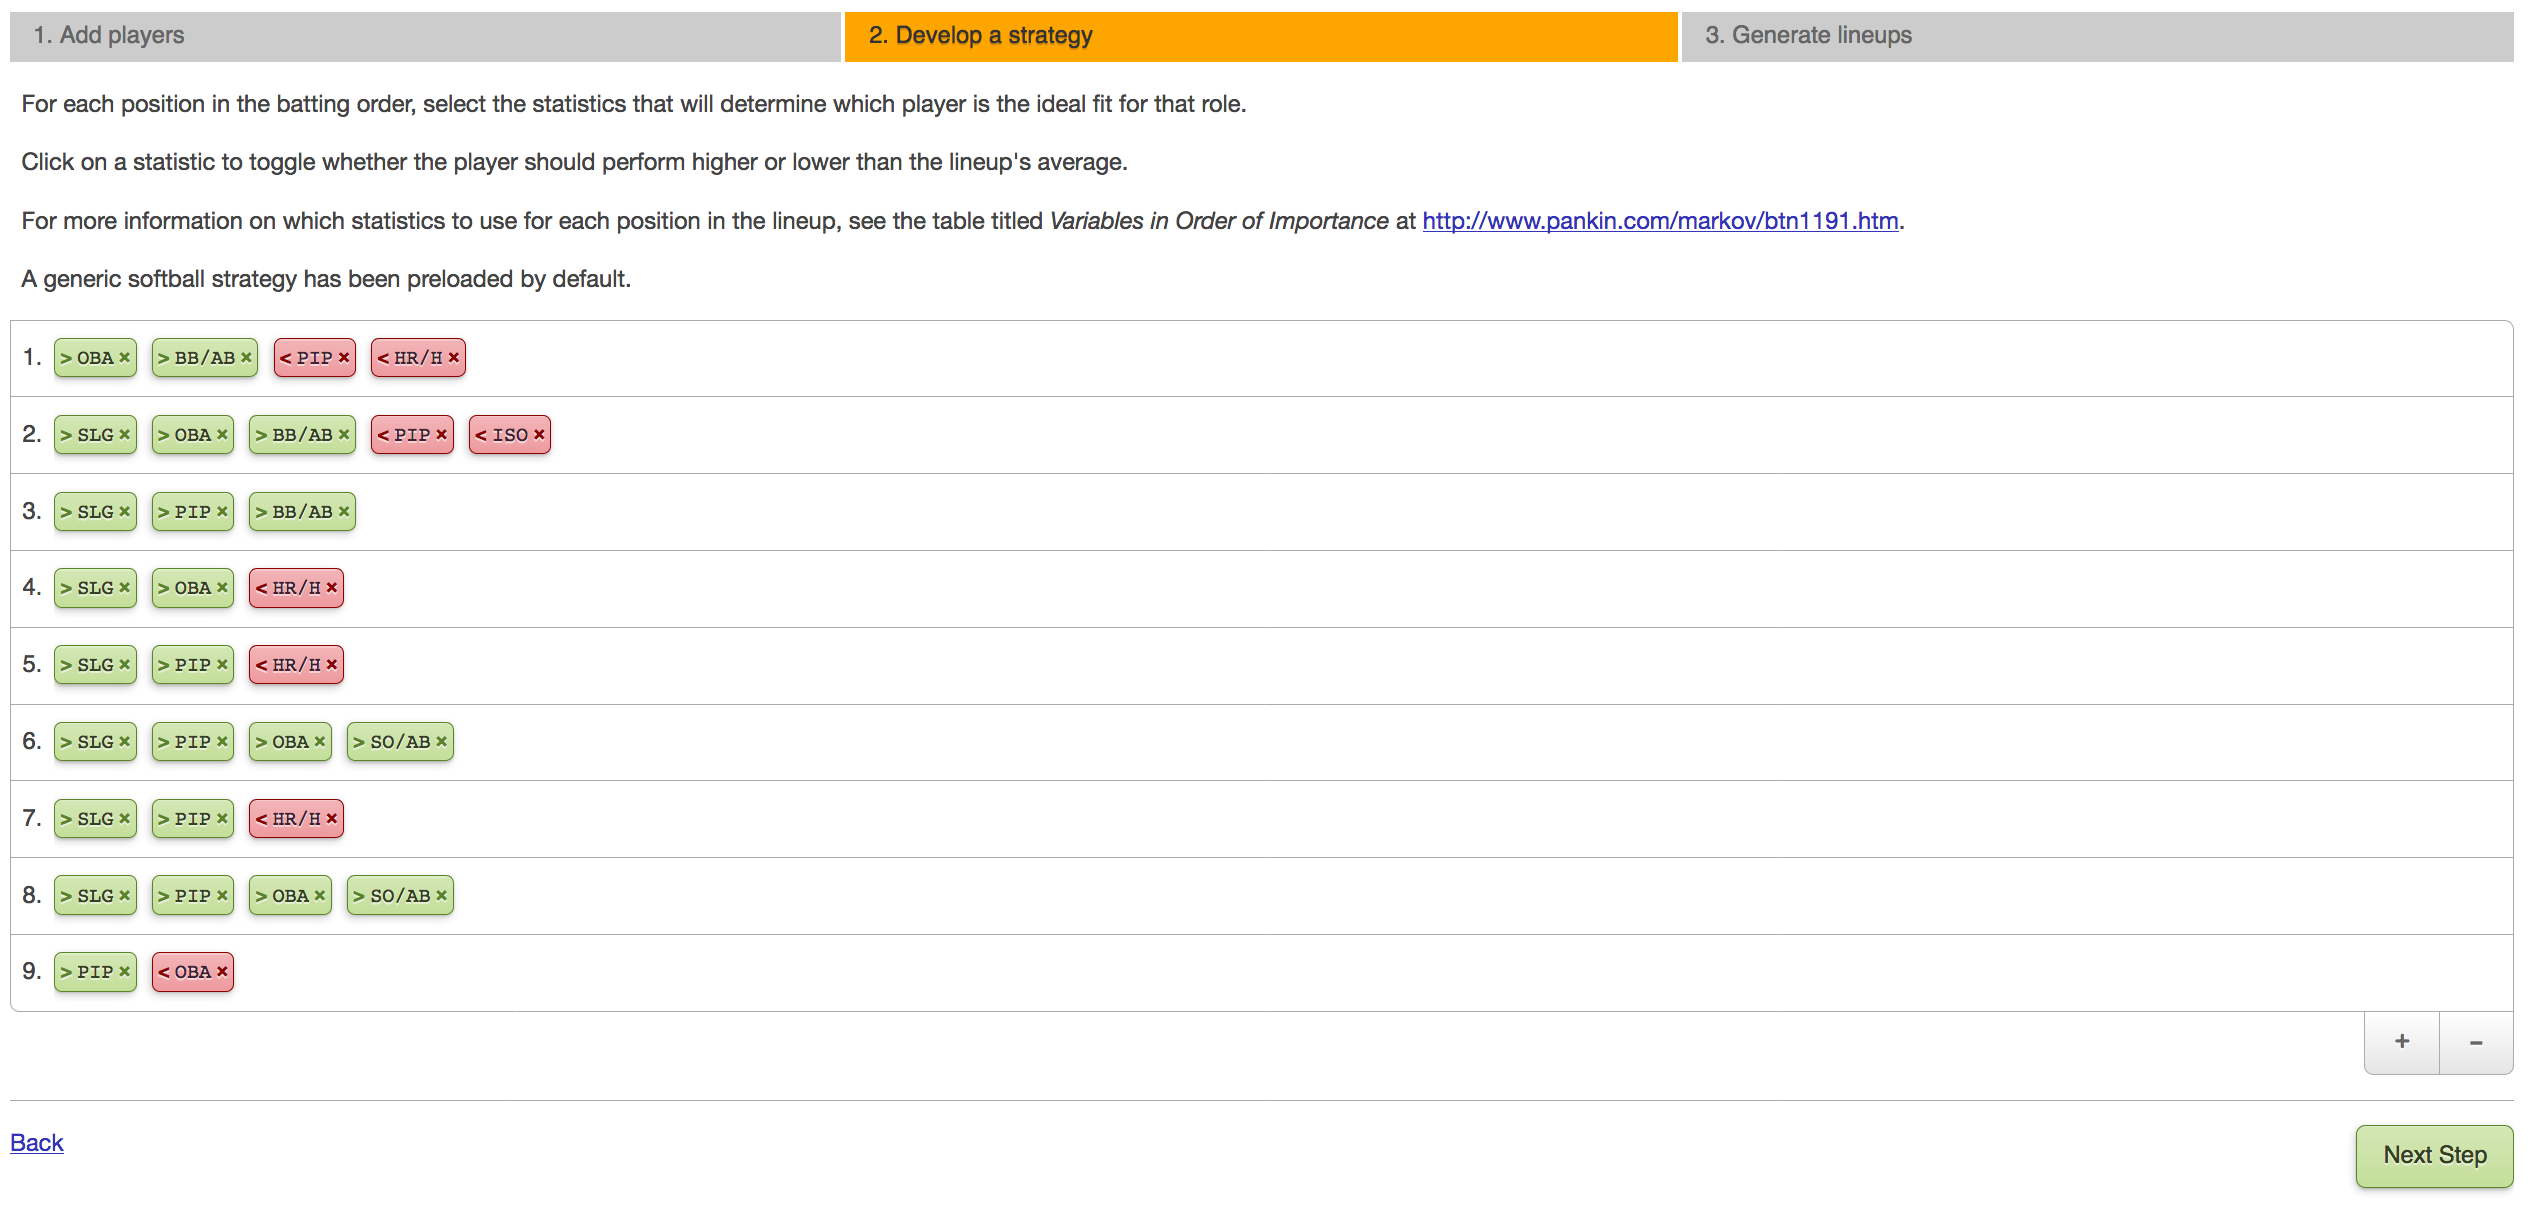 1. Add players 2. Develop a strategy 3. Generate lineups
For each position in the batting order, select the statistics that will determine which player is the ideal fit for that role.
Click on a statistic to toggle whether the player should perform higher or lower than the lineup's average.
For more information on which statistics to use for each position in the lineup, see the table titled Variables in Order of Importance at http://www.pankin.com/markov/btn1191.htm.
A generic softball strategy has been preloaded by default.
1. > OBA × > BB/AB × < PIP × < HR/H ×
2. > SLG × > OBA × > BB/AB × < PIP × < ISO ×
3. > SLG × > PIP × > BB/AB ×
4. > SLG × > OBA × < HR/H ×
5. > SLG × > PIP × < HR/H ×
6. > SLG × > PIP × > OBA × > SO/AB ×
7. > SLG × > PIP × < HR/H ×
8. > SLG × > PIP × > OBA × > SO/AB ×
9. > PIP × < OBA ×
+ −
Back
Next Step